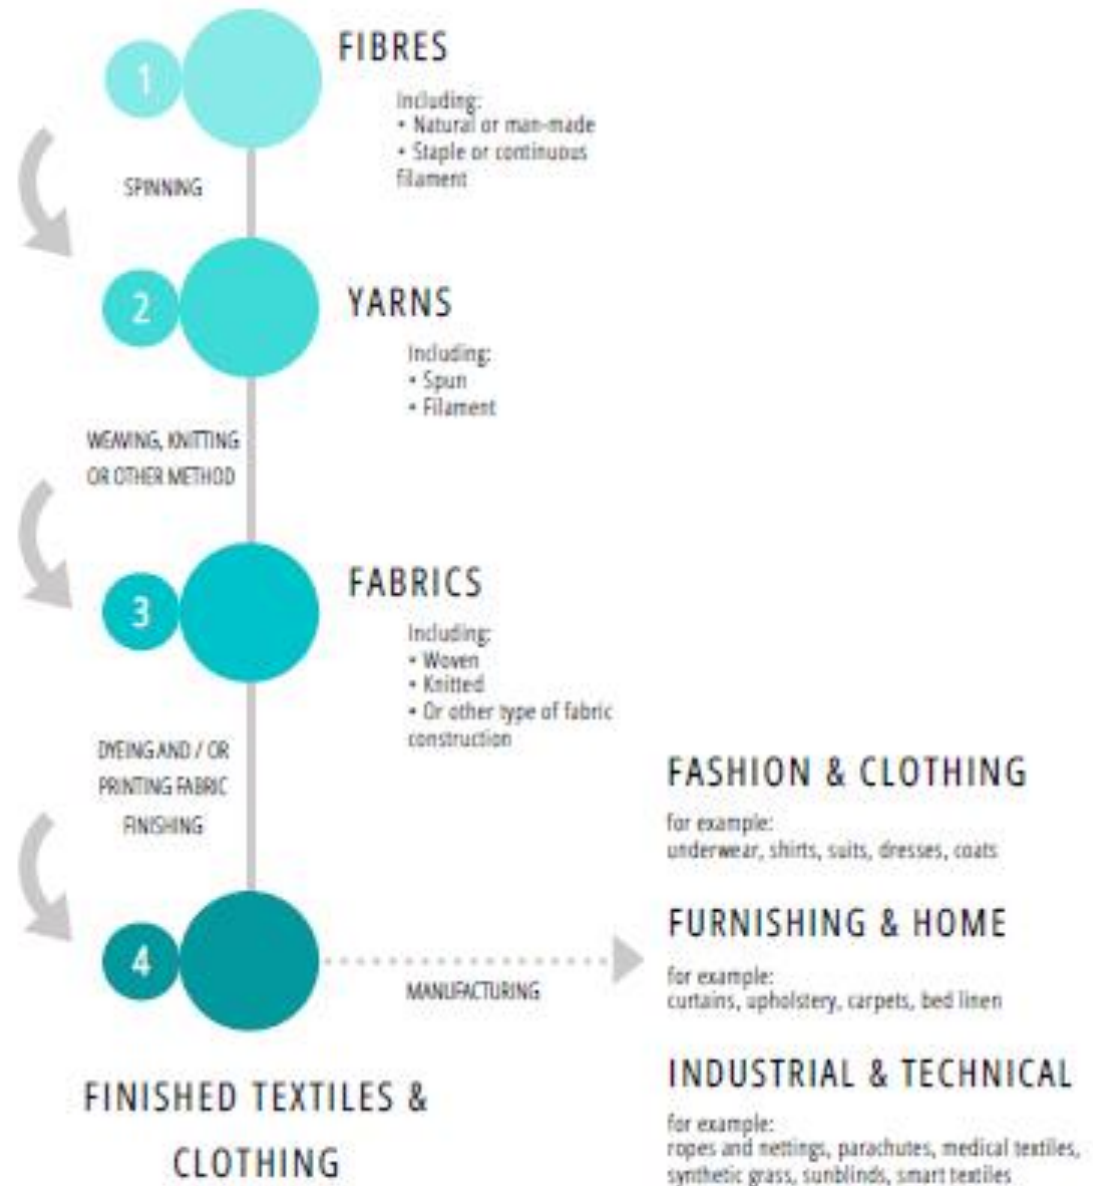 1
FIBRES
Including:
• Natural or man-made
• Staple or continuous
filament
SPINNING
2
YARNS
Including:
• Spun
• Filament
WEAVING, KNITTING
OR OTHER METHOD
3
FABRICS
Including:
• Woven
• Knitted
• Or other type of fabric
construction
DYEING AND / OR
PRINTING FABRIC
FINISHING
4
MANUFACTURING
FINISHED TEXTILES &
CLOTHING
FASHION & CLOTHING
for example:
underwear, shirts, suits, dresses, coats
FURNISHING & HOME
for example:
curtains, upholstery, carpets, bed linen
INDUSTRIAL & TECHNICAL
for example:
ropes and nettings, parachutes, medical textiles,
synthetic grass, sunblinds, smart textiles